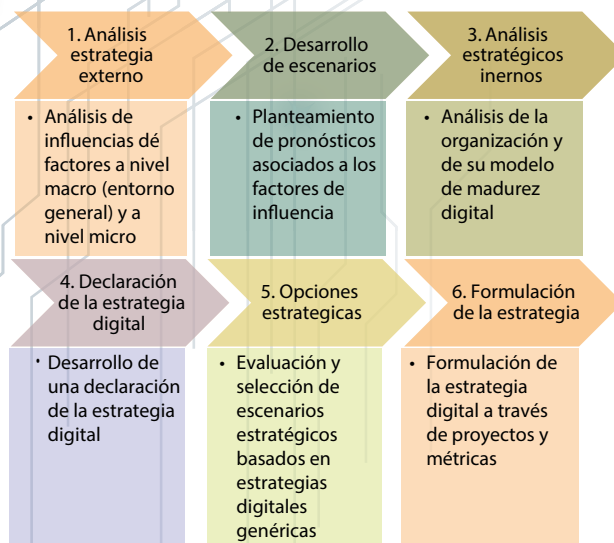 1. Análisis
estrategia
externo
• Análisis de
influencias dé
factores a nivel
macro (entorno
general) y a
nivel micro
2. Desarrollo
de escenarios
• Planteamiento
de pronósticos
asociados a los
factores de
influencia
3. Análisis
estratégicos
inernos
• Análisis de la
organización y
de su modelo
de madurez
digital
4. Declaración
de la estrategia
digital
• Desarrollo de
una declaración
de la estrategia
digital
5. Opciones
estrategicas
• Evaluación y
selección de
escenarios
estratégicos
basados en
estrategias
digitales
genéricas
6. Formulación
de la estrategia
• Formulación de
la estrategia
digital a través
de proyectos y
métricas